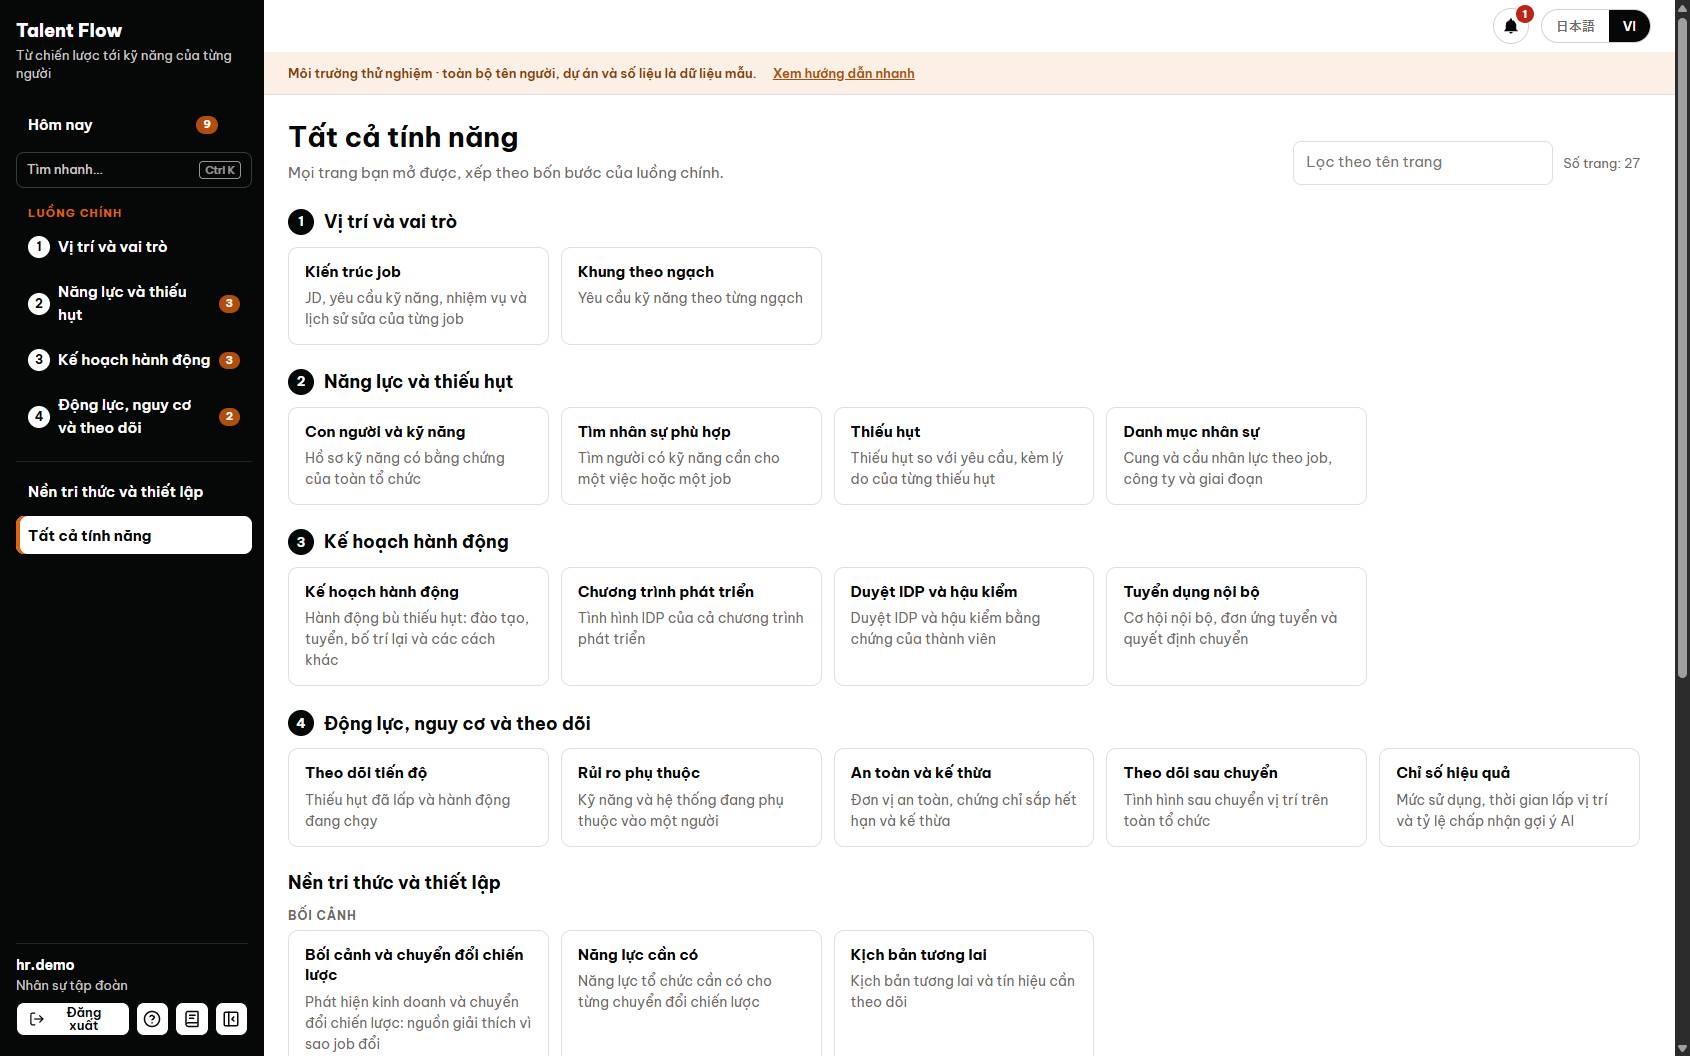 Talent Flow
Từ chiến lược tới kỹ năng của từng
người
Hôm nay
9
Tìm nhanh...
Ctrl K
LUỒNG CHÍNH
1
Vị trí và vai trò
2
Năng lực và thiếu
hụt
3
3
Kế hoạch hành động
3
4
Động lực, nguy cơ
và theo dõi
2
Nền tri thức và thiết lập
Tất cả tính năng
hr.demo
Nhân sự tập đoàn
Đăng
xuất
1
日本語
VI
Môi trường thử nghiệm · toàn bộ tên người, dự án và số liệu là dữ liệu mẫu.
Xem hướng dẫn nhanh
Tất cả tính năng
Mọi trang bạn mở được, xếp theo bốn bước của luồng chính.
Lọc theo tên trang
Số trang: 27
1
Vị trí và vai trò
Kiến trúc job
JD, yêu cầu kỹ năng, nhiệm vụ và
lịch sử sửa của từng job
Khung theo ngạch
Yêu cầu kỹ năng theo từng ngạch
2
Năng lực và thiếu hụt
Con người và kỹ năng
Hồ sơ kỹ năng có bằng chứng
của toàn tổ chức
Tìm nhân sự phù hợp
Tìm người có kỹ năng cần cho
một việc hoặc một job
Thiếu hụt
Thiếu hụt so với yêu cầu, kèm lý
do của từng thiếu hụt
Danh mục nhân sự
Cung và cầu nhân lực theo job,
công ty và giai đoạn
3
Kế hoạch hành động
Kế hoạch hành động
Hành động bù thiếu hụt: đào tạo,
tuyển, bố trí lại và các cách
khác
Chương trình phát triển
Tình hình IDP của cả chương trình
phát triển
Duyệt IDP và hậu kiểm
Duyệt IDP và hậu kiểm bằng
chứng của thành viên
Tuyển dụng nội bộ
Cơ hội nội bộ, đơn ứng tuyển và
quyết định chuyển
4
Động lực, nguy cơ và theo dõi
Theo dõi tiến độ
Thiếu hụt đã lấp và hành động
đang chạy
Rủi ro phụ thuộc
Kỹ năng và hệ thống đang phụ
thuộc vào một người
An toàn và kế thừa
Đơn vị an toàn, chứng chỉ sắp hết
hạn và kế thừa
Theo dõi sau chuyển
Tình hình sau chuyển vị trí trên
toàn tổ chức
Chỉ số hiệu quả
Mức sử dụng, thời gian lấp vị trí
và tỷ lệ chấp nhận gợi ý AI
Nền tri thức và thiết lập
BỐI CẢNH
Bối cảnh và chuyển đổi chiến
lược
Phát hiện kinh doanh và chuyển
đổi chiến lược: nguồn giải thích vì
sao job đổi
Năng lực cần có
Năng lực tổ chức cần có cho
từng chuyển đổi chiến lược
Kịch bản tương lai
Kịch bản tương lai và tín hiệu cần
theo dõi